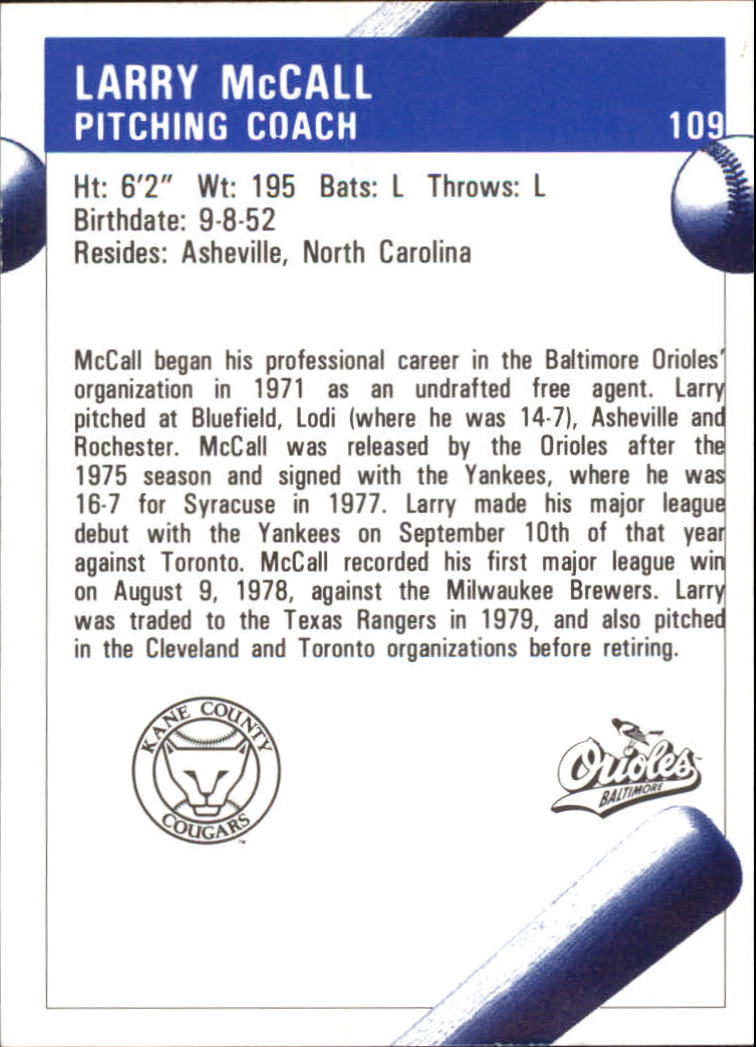 LARRY McCALL
PITCHING COACH 109
Ht: 6'2" Wt: 195 Bats: L Throws: L
Birthdate: 9-8-52
Resides: Asheville, North Carolina
McCall began his professional career in the Baltimore Orioles'
organization in 1971 as an undrafted free agent. Larry
pitched at Bluefield, Lodi (where he was 14-7), Asheville and
Rochester. McCall was released by the Orioles after the
1975 season and signed with the Yankees, where he was
16-7 for Syracuse in 1977. Larry made his major league
debut with the Yankees on September 10th of that year
against Toronto. McCall recorded his first major league win
on August 9, 1978, against the Milwaukee Brewers. Larry
was traded to the Texas Rangers in 1979, and also pitched
in the Cleveland and Toronto organizations before retiring.
KANE COUNTY
COUGARS
TM
Orioles
BALTIMORE